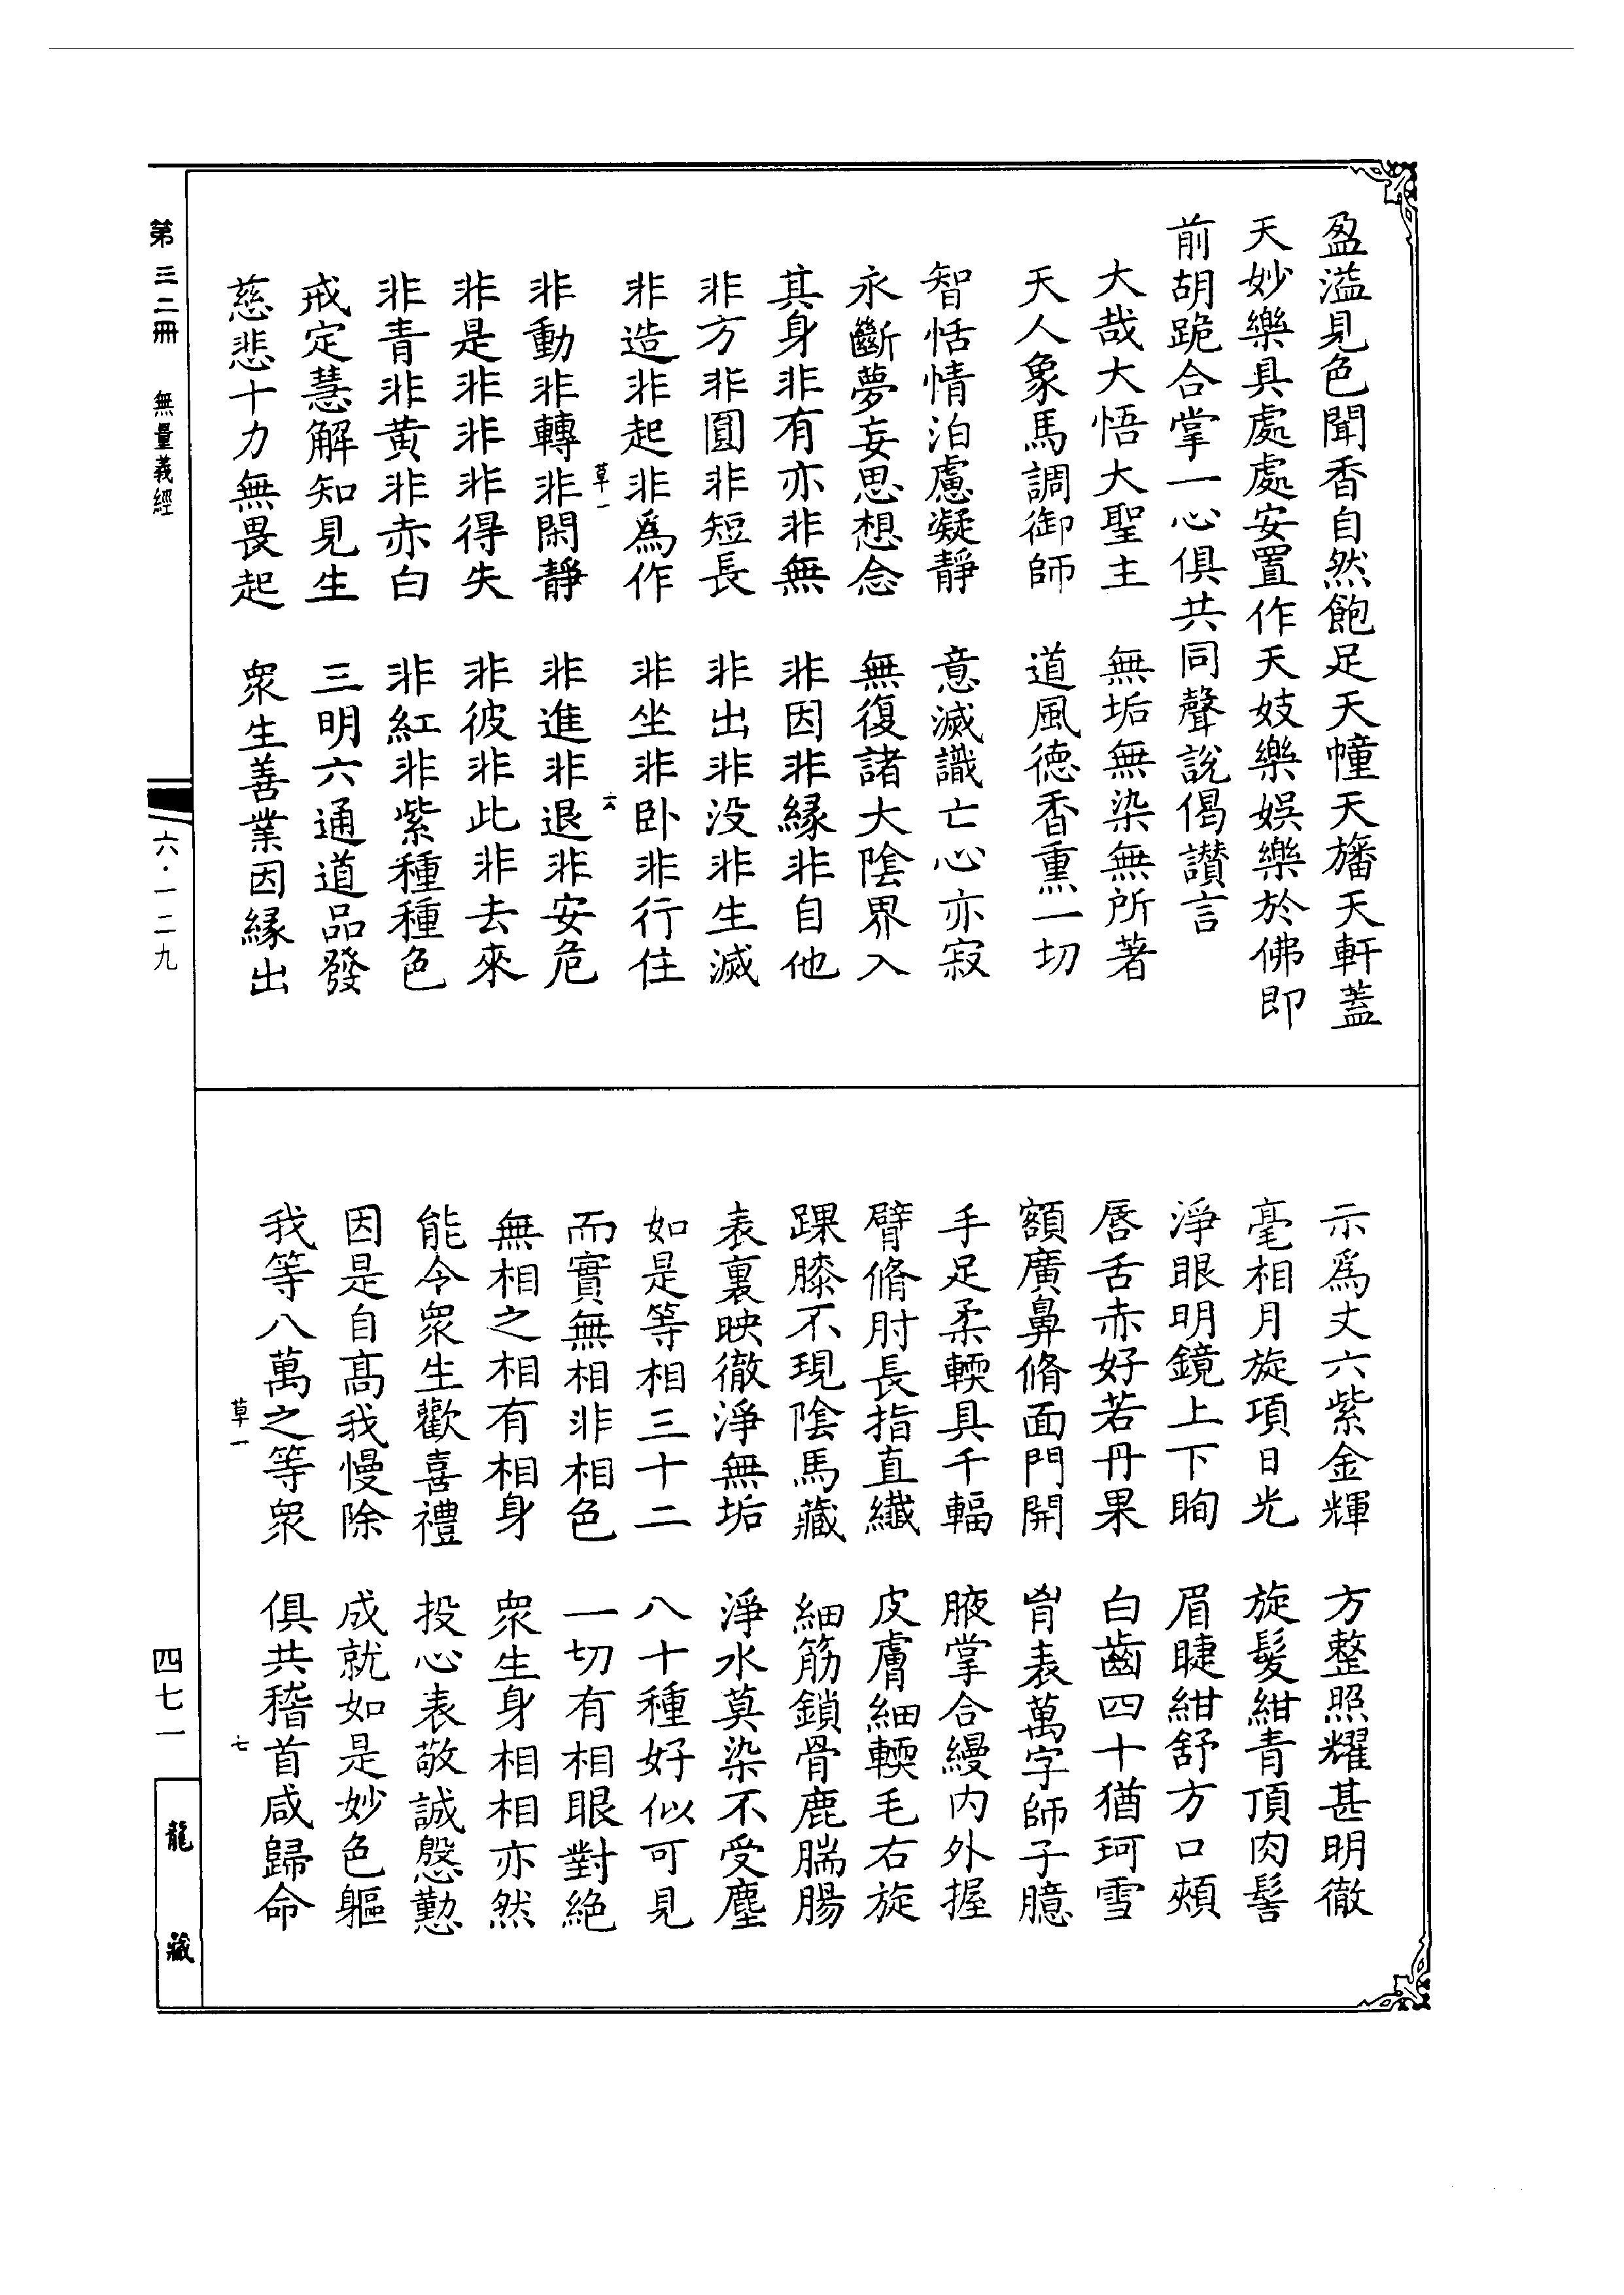 盈溢見色聞香自然飽足天幢天旛天軒蓋
天妙樂具處處安置作天妓樂娛樂於佛即
前胡跪合掌一心俱共同聲說偈讚言
大哉大悟大聖主　無垢無染無所著
天人象馬調御師　道風德香熏一切
智恬情泊慮凝靜　意滅識亡心亦寂
永斷夢妄思想念　無復諸大陰界入
其身非有亦非無　非因非緣非自他
非方非圓非短長　非出非没非生滅
非造非起非爲作　非坐非卧非行住
草一　六
非動非轉非閑靜　非進非退非安危
非是非非非得失　非彼非此非去來
非青非黃非赤白　非紅非紫種種色
戒定慧解知見生　三明六通道品發
慈悲十力無畏起　眾生善業因緣出
示爲丈六紫金輝　方整照耀甚明徹
毫相月旋項日光　旋髮紺青頂肉髻
淨眼明鏡上下眴　眉睫紺舒方口頰
脣舌赤好若丹果　白齒四十猶珂雪
額廣鼻脩面門開　胷表萬字師子臆
手足柔輭具千輻　腋掌合縵內外握
臂脩肘長指直纖　皮膚細輭毛右旋
踝膝不現陰馬藏　細筋鎖骨鹿腨腸
表裏映徹淨無垢　淨水莫染不受塵
如是等相三十二　八十種好似可見
而實無相非相色　一切有相眼對絕
無相之相有相身　眾生身相相亦然
能令眾生歡喜禮　投心表敬誠慇懃
因是自高我慢除　成就如是妙色軀
我等八萬之等眾　俱共稽首咸歸命
草一　七
第三二冊　無量義經
六·一二九
四七一
龍藏